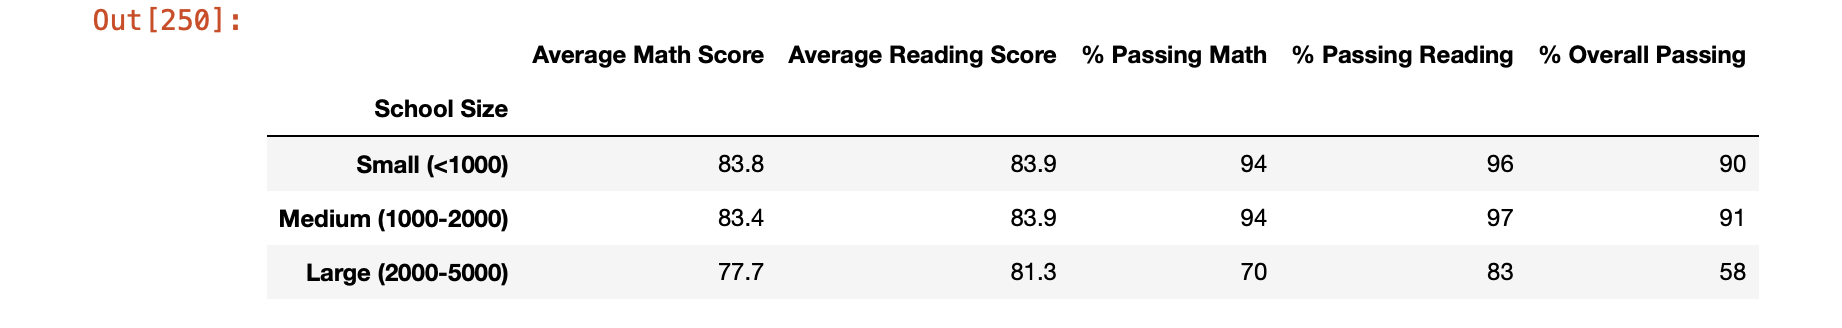 Out[250]:
Average Math Score Average Reading Score % Passing Math % Passing Reading % Overall Passing
School Size
Small (<1000) 83.8 83.9 94 96 90
Medium (1000-2000) 83.4 83.9 94 97 91
Large (2000-5000) 77.7 81.3 70 83 58